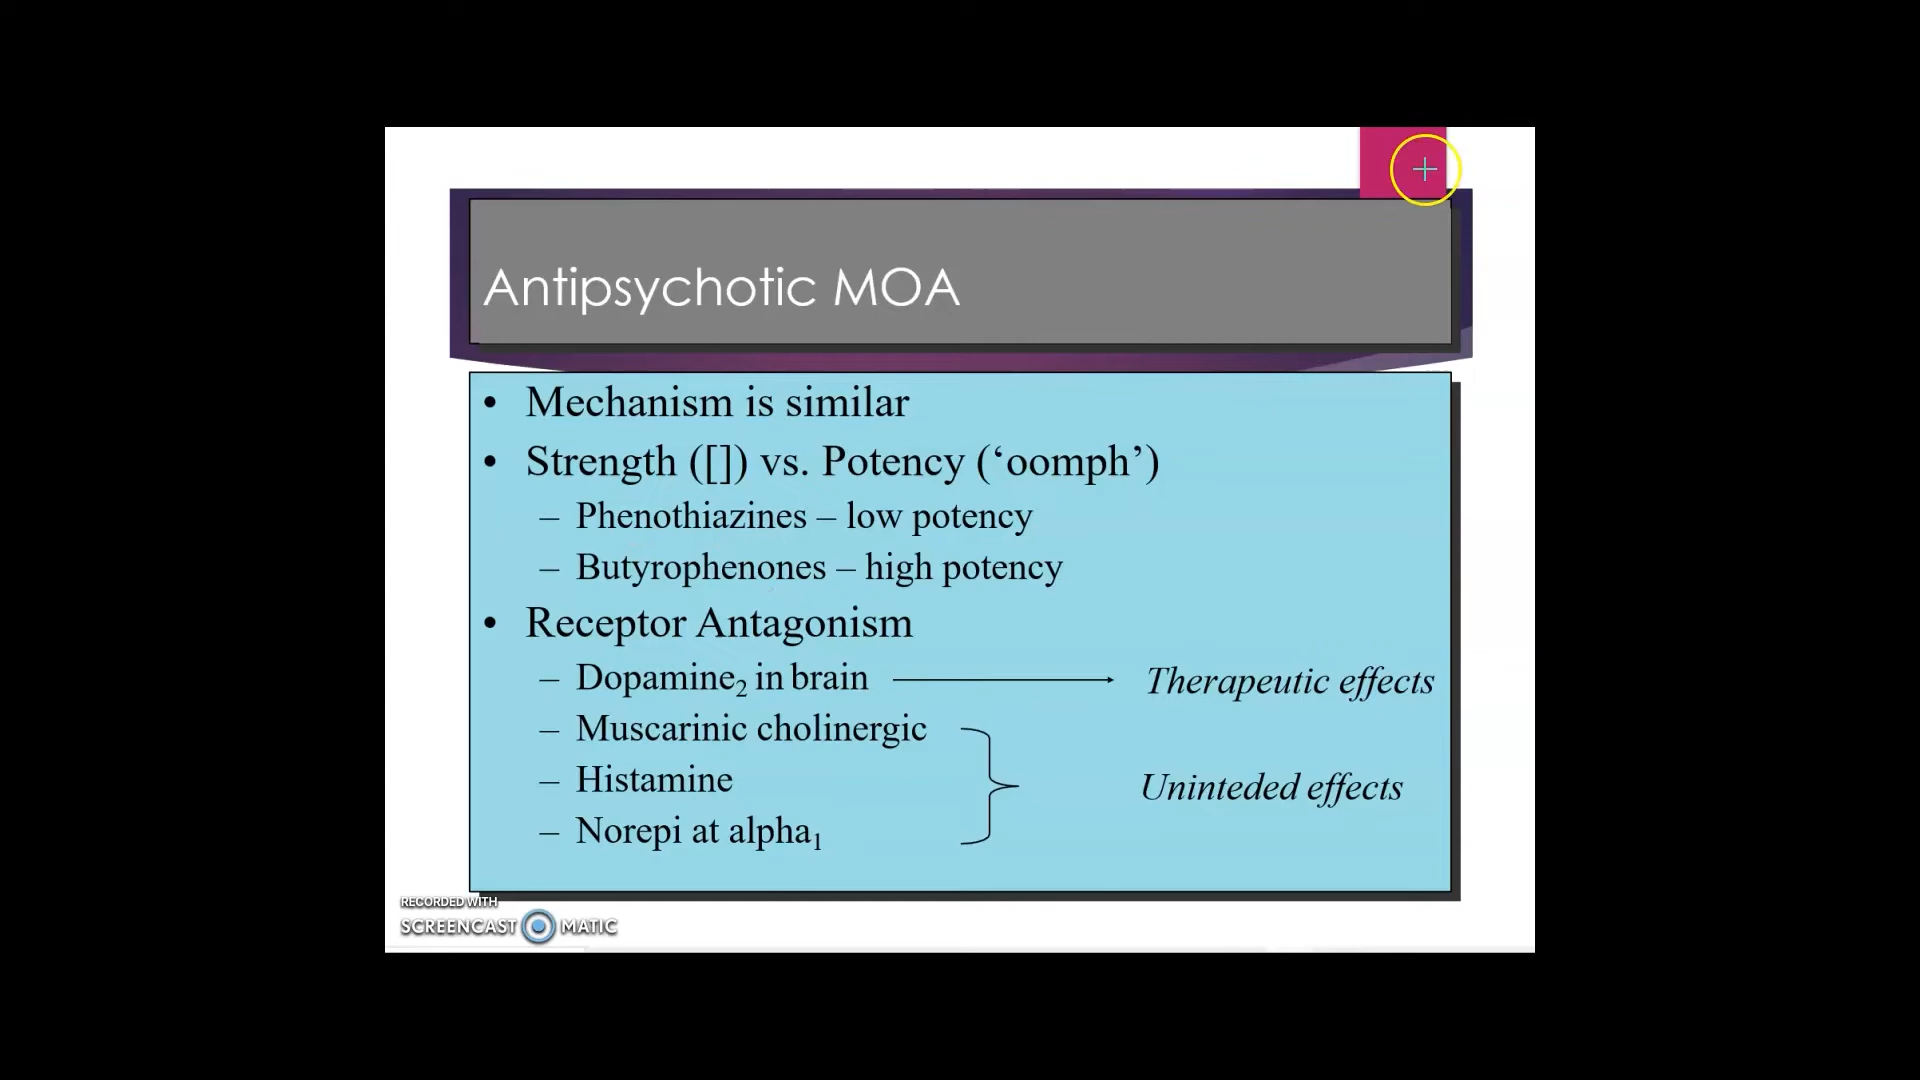 Antipsychotic MOA
• Mechanism is similar
• Strength ([]) vs. Potency (‘oomph’)
– Phenothiazines – low potency
– Butyrophenones – high potency
• Receptor Antagonism
– Dopamine₂ in brain Therapeutic effects
– Muscarinic cholinergic
– Histamine Uninteded effects
– Norepi at alpha₁
RECORDED WITH
SCREENCAST MATIC